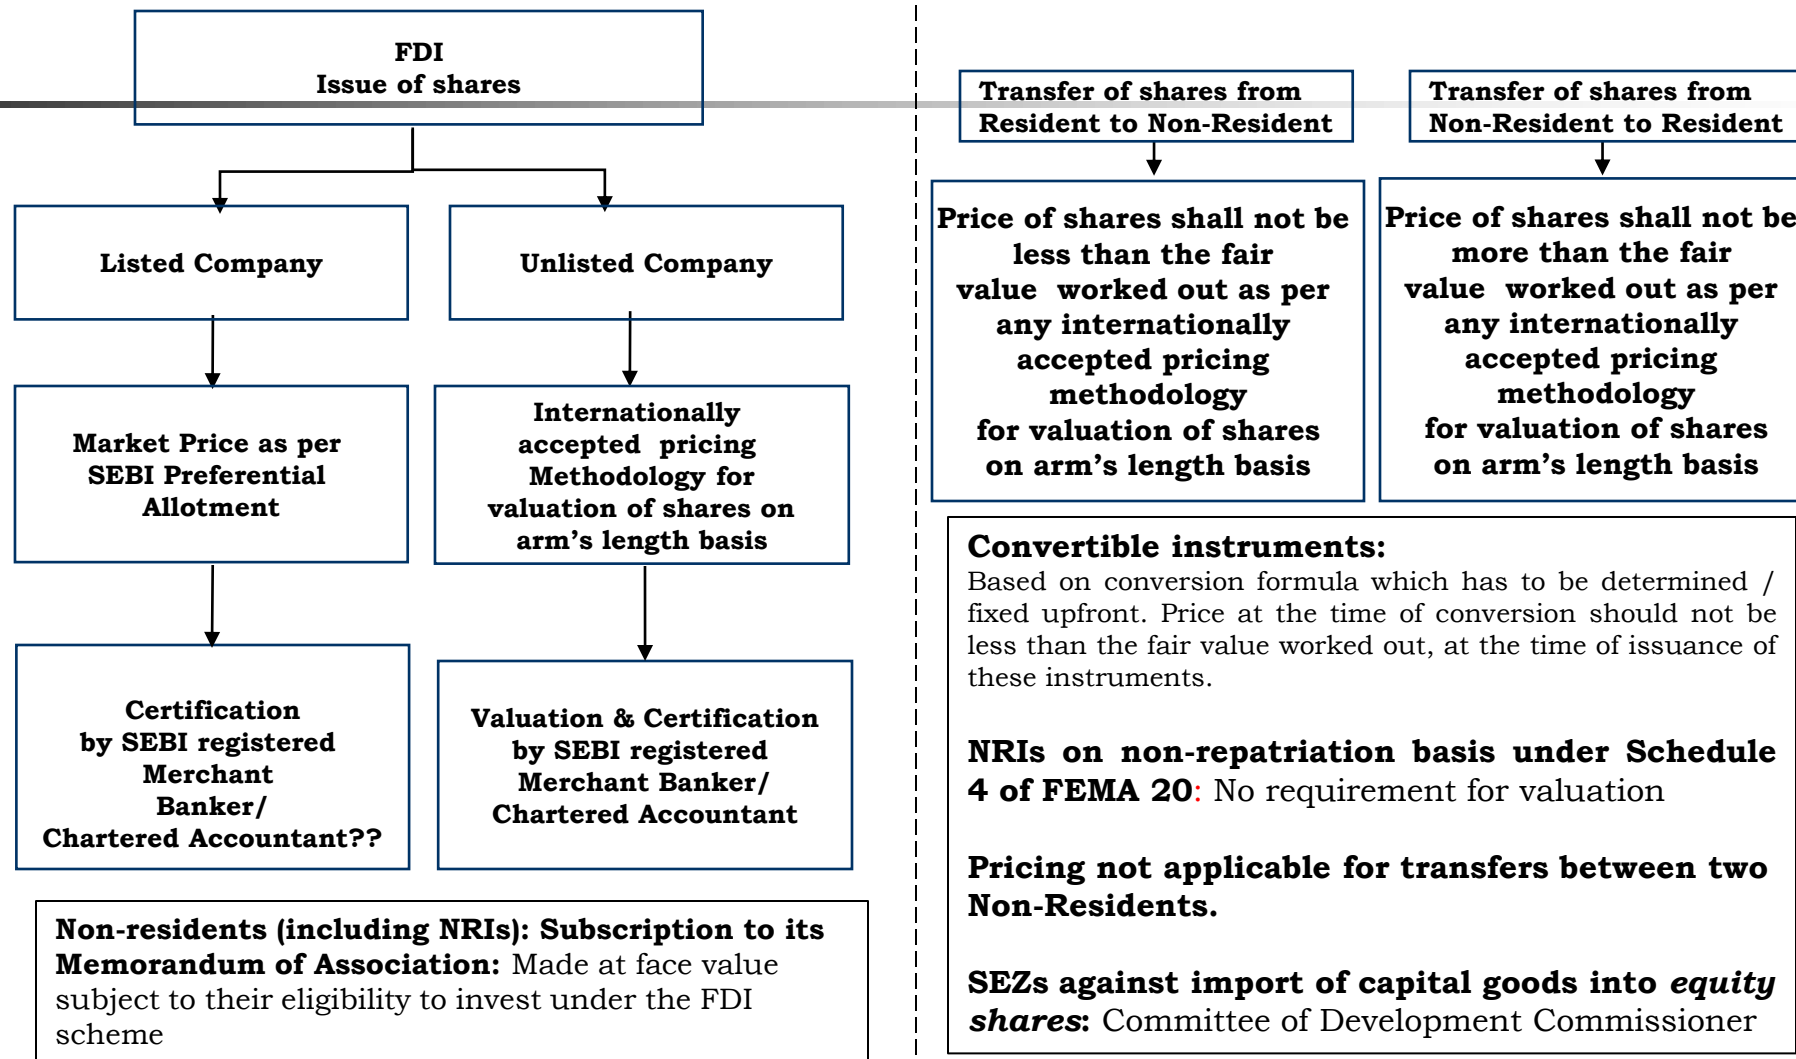 FDI
Issue of shares
Listed Company
Unlisted Company
Market Price as per
SEBI Preferential
Allotment
Internationally
accepted pricing
Methodology for
valuation of shares on
arm’s length basis
Certification
by SEBI registered
Merchant
Banker/
Chartered Accountant??
Valuation & Certification
by SEBI registered
Merchant Banker/
Chartered Accountant
Non-residents (including NRIs): Subscription to its
Memorandum of Association: Made at face value
subject to their eligibility to invest under the FDI
scheme
Transfer of shares from
Resident to Non-Resident
Transfer of shares from
Non-Resident to Resident
Price of shares shall not be
less than the fair
value worked out as per
any internationally
accepted pricing
methodology
for valuation of shares
on arm’s length basis
Price of shares shall not be
more than the fair
value worked out as per
any internationally
accepted pricing
methodology
for valuation of shares
on arm’s length basis
Convertible instruments:
Based on conversion formula which has to be determined /
fixed upfront. Price at the time of conversion should not be
less than the fair value worked out, at the time of issuance of
these instruments.
NRIs on non-repatriation basis under Schedule
4 of FEMA 20: No requirement for valuation
Pricing not applicable for transfers between two
Non-Residents.
SEZs against import of capital goods into equity
shares: Committee of Development Commissioner